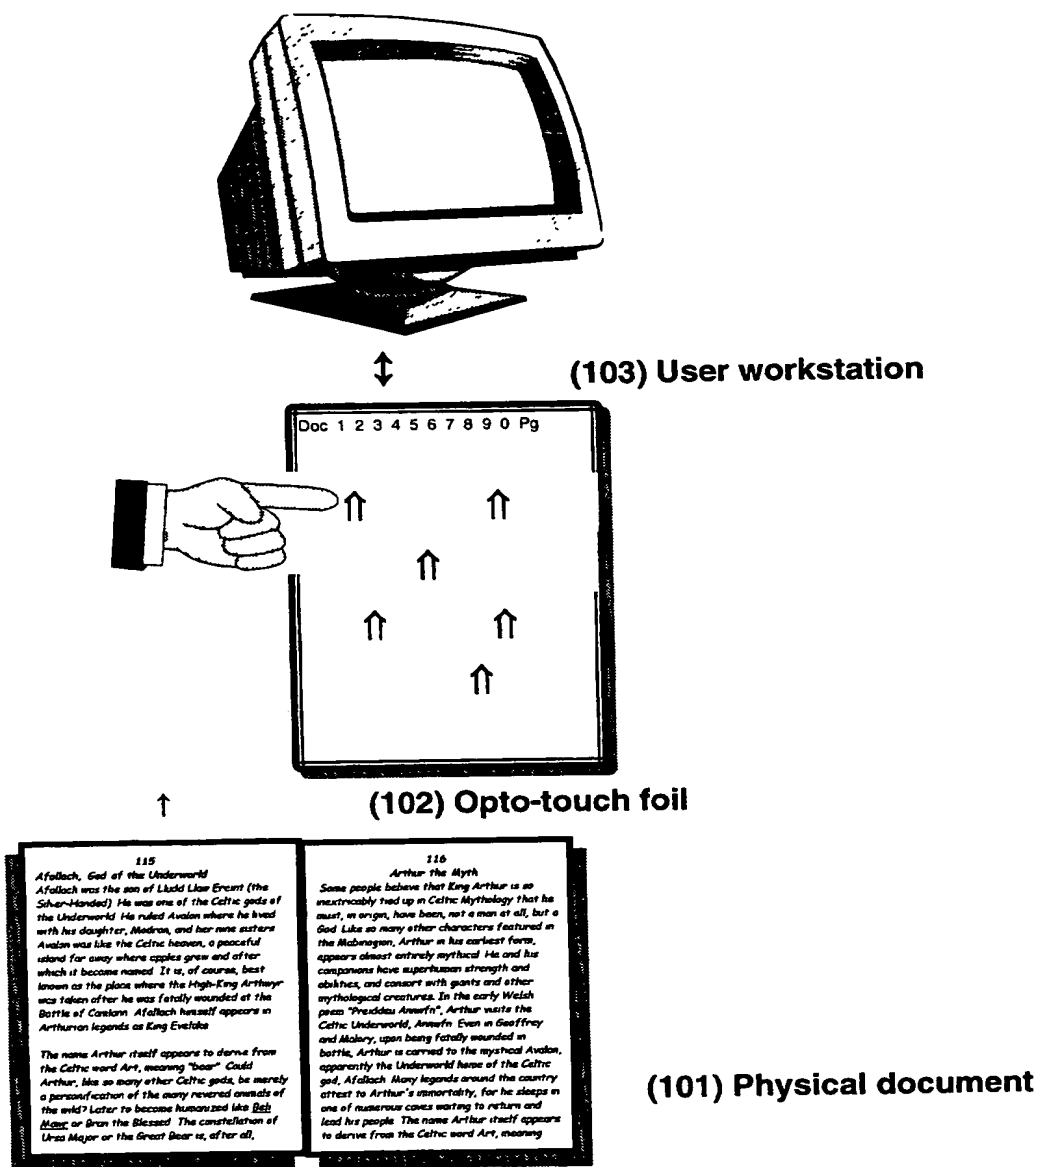 (103) User workstation
Doc 1 2 3 4 5 6 7 8 9 0 Pg
(102) Opto-touch foil
115
Afallach, God of the Underworld
Afallach was the son of Lludd Llaw Ereint (the
Silver-Handed) He was one of the Celtic gods of
the Underworld He ruled Avalon where he lived
with his daughter, Modron, and her nine sisters
Avalon was like the Celtic heaven, a peaceful
island far away where apples grew and after
which it become named It is, of course, best
known as the place where the High-King Arthwyr
was taken after he was fatally wounded at the
Battle of Camlann Afallach himself appears in
Arthurian legends as King Evelake
The name Arthur itself appears to derive from
the Celtic word Art, meaning "bear" Could
Arthur, like so many other Celtic gods, be merely
a personification of the many revered animals of
the wild? Later to become humanized like Beh
Mawr or Bran the Blessed The constellation of
Ursa Major or the Great Bear is, after all,
116
Arthur the Myth
Some people believe that King Arthur is so
inextricably tied up in Celtic Mythology that he
must, in origin, have been, not a man at all, but a
God Like so many other characters featured in
the Mabinogion, Arthur in his earliest form,
appears almost entirely mythical He and his
companions have superhuman strength and
abilities, and consort with giants and other
mythological creatures. In the early Welsh
poem "Preiddeu Annwfn", Arthur visits the
Celtic Underworld, Annwfn Even in Geoffrey
and Malory, upon being fatally wounded in
battle, Arthur is carried to the mystical Avalon,
apparently the Underworld home of the Celtic
god, Afallach Many legends around the country
attest to Arthur's immortality, for he sleeps in
one of numerous caves waiting to return and
lead his people The name Arthur itself appears
to derive from the Celtic word Art, meaning
(101) Physical document